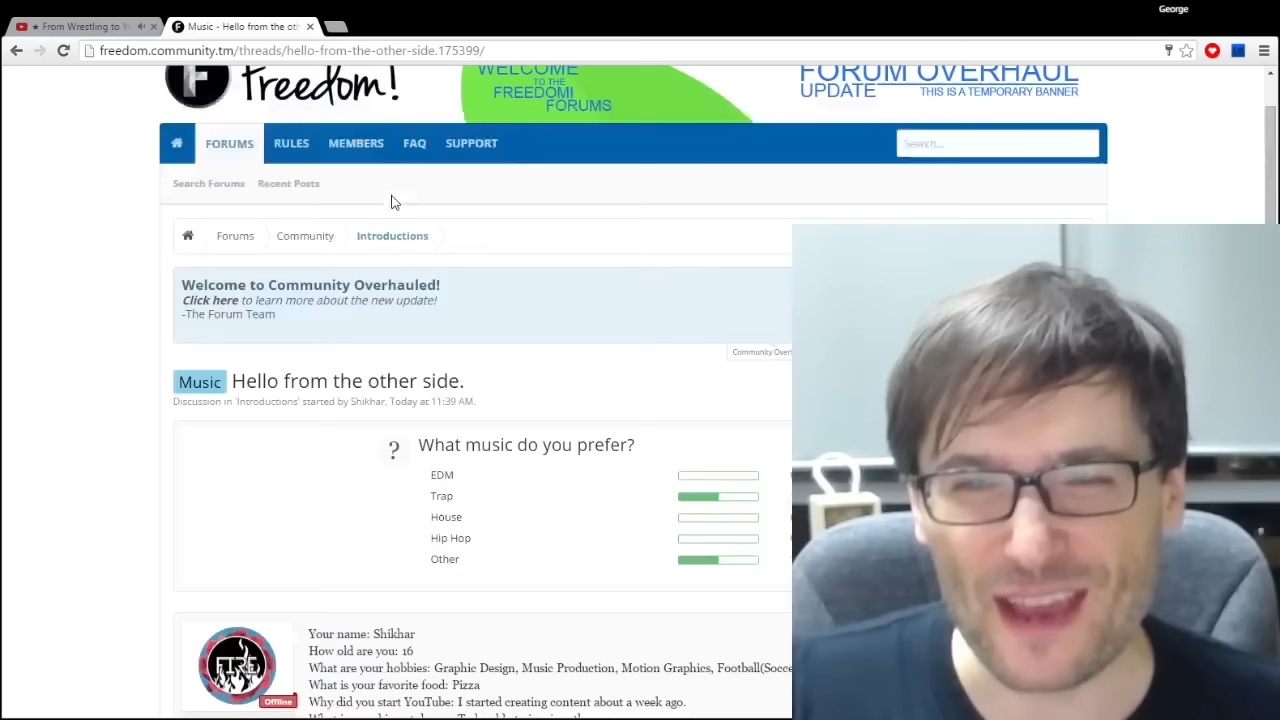 George
★ From Wrestling to Y
Music - Hello from the oth
freedom.community.tm/threads/hello-from-the-other-side.175399/
Freedom!
WELCOME
TO THE
FREEDOM!
FORUMS
FORUM OVERHAUL
UPDATE
THIS IS A TEMPORARY BANNER
FORUMS
RULES
MEMBERS
FAQ
SUPPORT
Search...
Search Forums
Recent Posts
Forums
Community
Introductions
Welcome to Community Overhauled!
Click here to learn more about the new update!
-The Forum Team
Community Over
Music
Hello from the other side.
Discussion in 'Introductions' started by Shikhar, Today at 11:39 AM.
? What music do you prefer?
EDM
Trap
House
Hip Hop
Other
FIRE
Offline
Your name: Shikhar
How old are you: 16
What are your hobbies: Graphic Design, Music Production, Motion Graphics, Football(Socce
What is your favorite food: Pizza
Why did you start YouTube: I started creating content about a week ago.